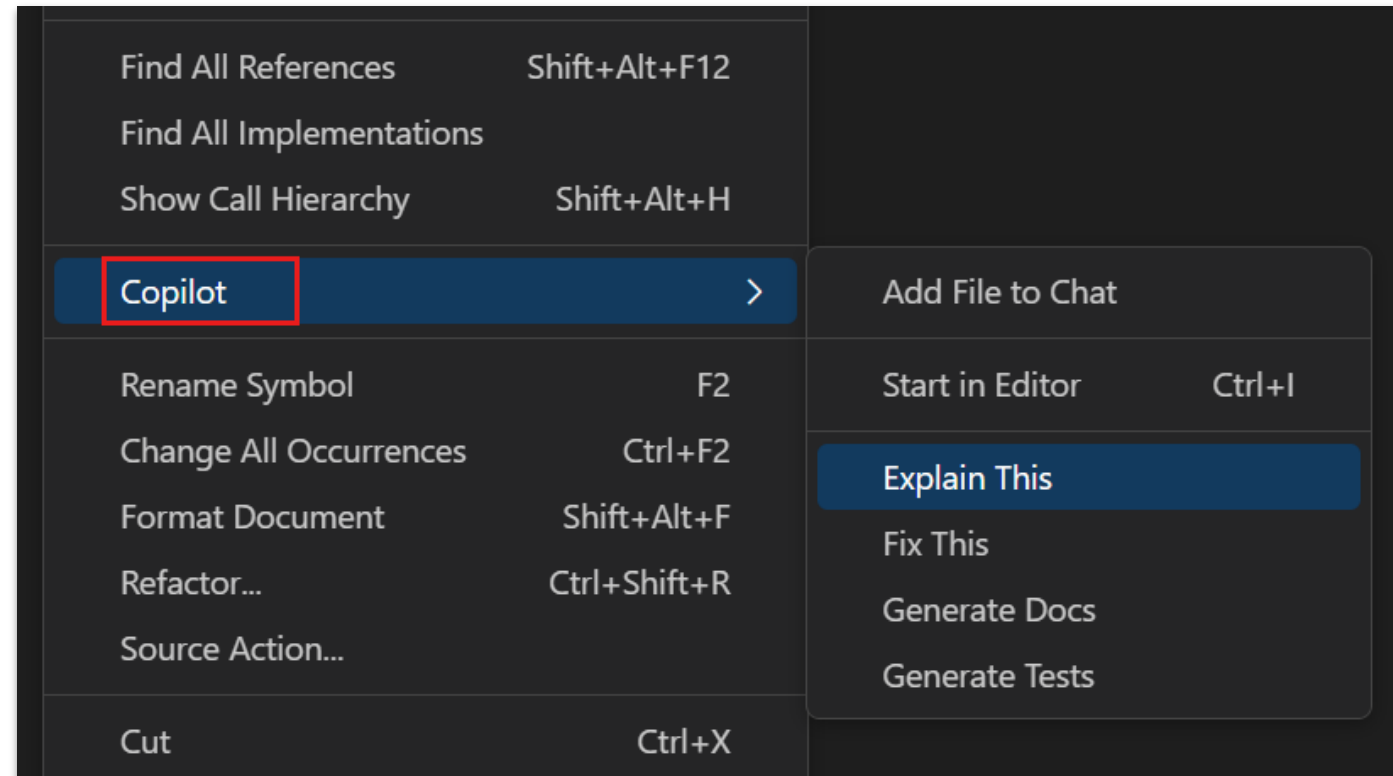 Find All References Shift+Alt+F12
Find All Implementations
Show Call Hierarchy Shift+Alt+H
Copilot
Rename Symbol F2
Change All Occurrences Ctrl+F2
Format Document Shift+Alt+F
Refactor... Ctrl+Shift+R
Source Action...
Cut Ctrl+X
Add File to Chat
Start in Editor Ctrl+I
Explain This
Fix This
Generate Docs
Generate Tests